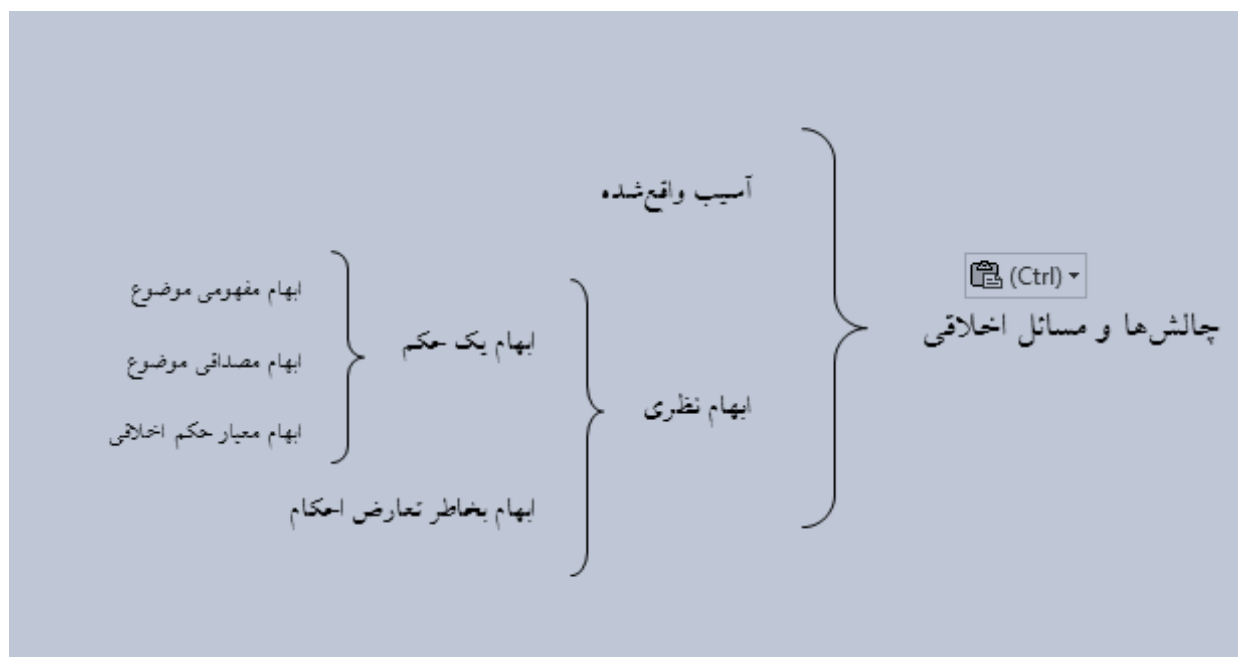 (Ctrl)
چالش‌ها و مسائل اخلاقی
آسیب واقع‌شده
ابهام نظری
ابهام یک حکم
ابهام مفهومی موضوع
ابهام مصداقی موضوع
ابهام معیار حکم اخلاقی
ابهام بخاطر تعارض احکام